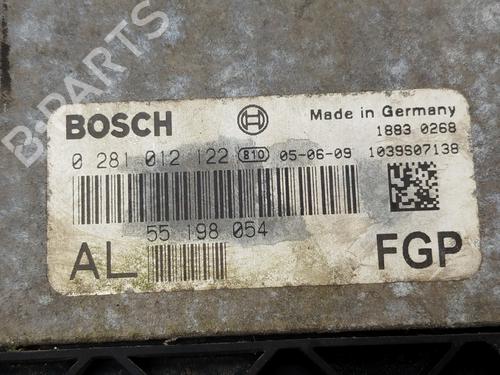 B-PARTS
BOSCH
Made in Germany
1883 0268
0 281 012 122 810 05-06-09 1039S07138
55 198 054
AL FGP